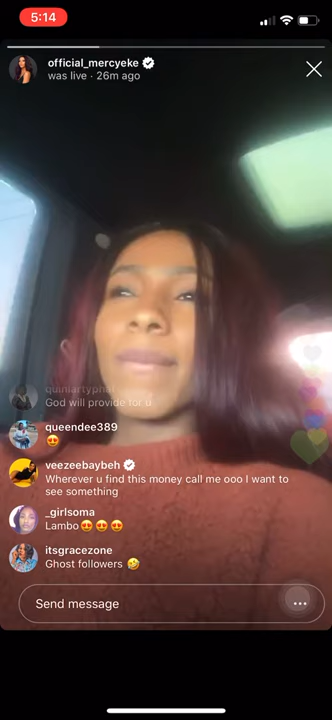 5:14
official_mercyeke
was live · 26m ago
God will provide for u
queendee389
😍
veezeebaybeh
Wherever u find this money call me ooo I want to
see something
_girlsoma
Lambo😍😍😍
itsgracezone
Ghost followers 🤣
Send message